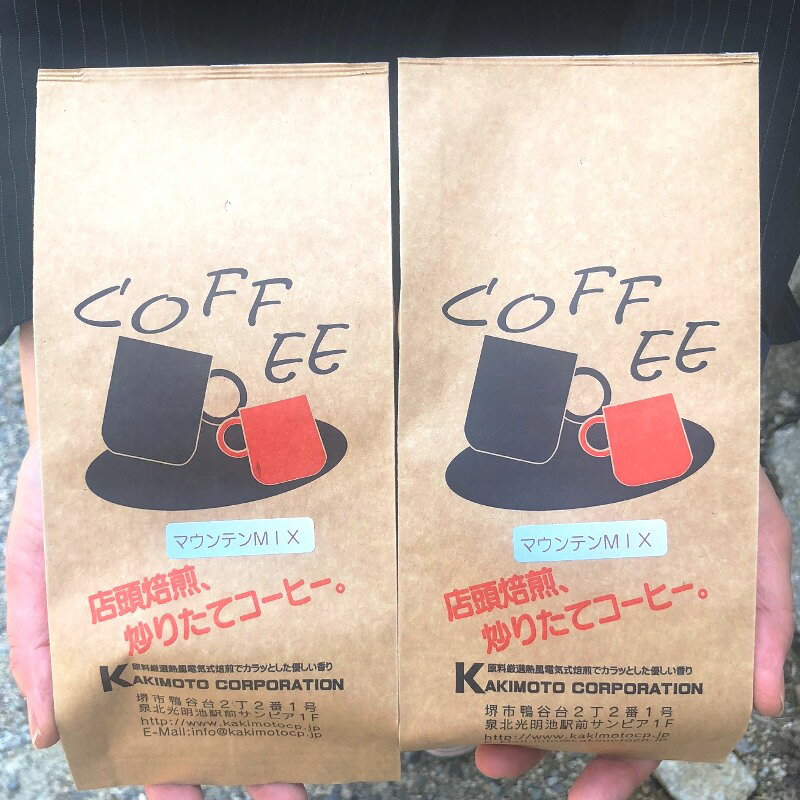 COFFEE
マウンテンMIX
店頭焙煎、
炒りたてコーヒー。
原料厳選熱風電気式焙煎でカラッとした優しい香り
KAKIMOTO CORPORATION
堺市鴨谷台2丁2番1号
泉北光明池駅前サンピア1F
http://www.kakimotocp.jp
E-Mail:info@kakimotocp.jp
COFFEE
マウンテンMIX
店頭焙煎、
炒りたてコーヒー。
原料厳選熱風電気式焙煎でカラッとした優しい香り
KAKIMOTO CORPORATION
堺市鴨谷台2丁2番1号
泉北光明池駅前サンピア1F
http://www.kakimotocp.jp